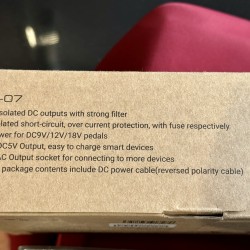 -07
solated DC outputs with strong filter
lated short-circuit, over current protection, with fuse respectively
wer for DC9V/12V/18V pedals
DC5V Output, easy to charge smart devices
AC Output socket for connecting to more devices
package contents include DC power cable(reversed polarity cable)